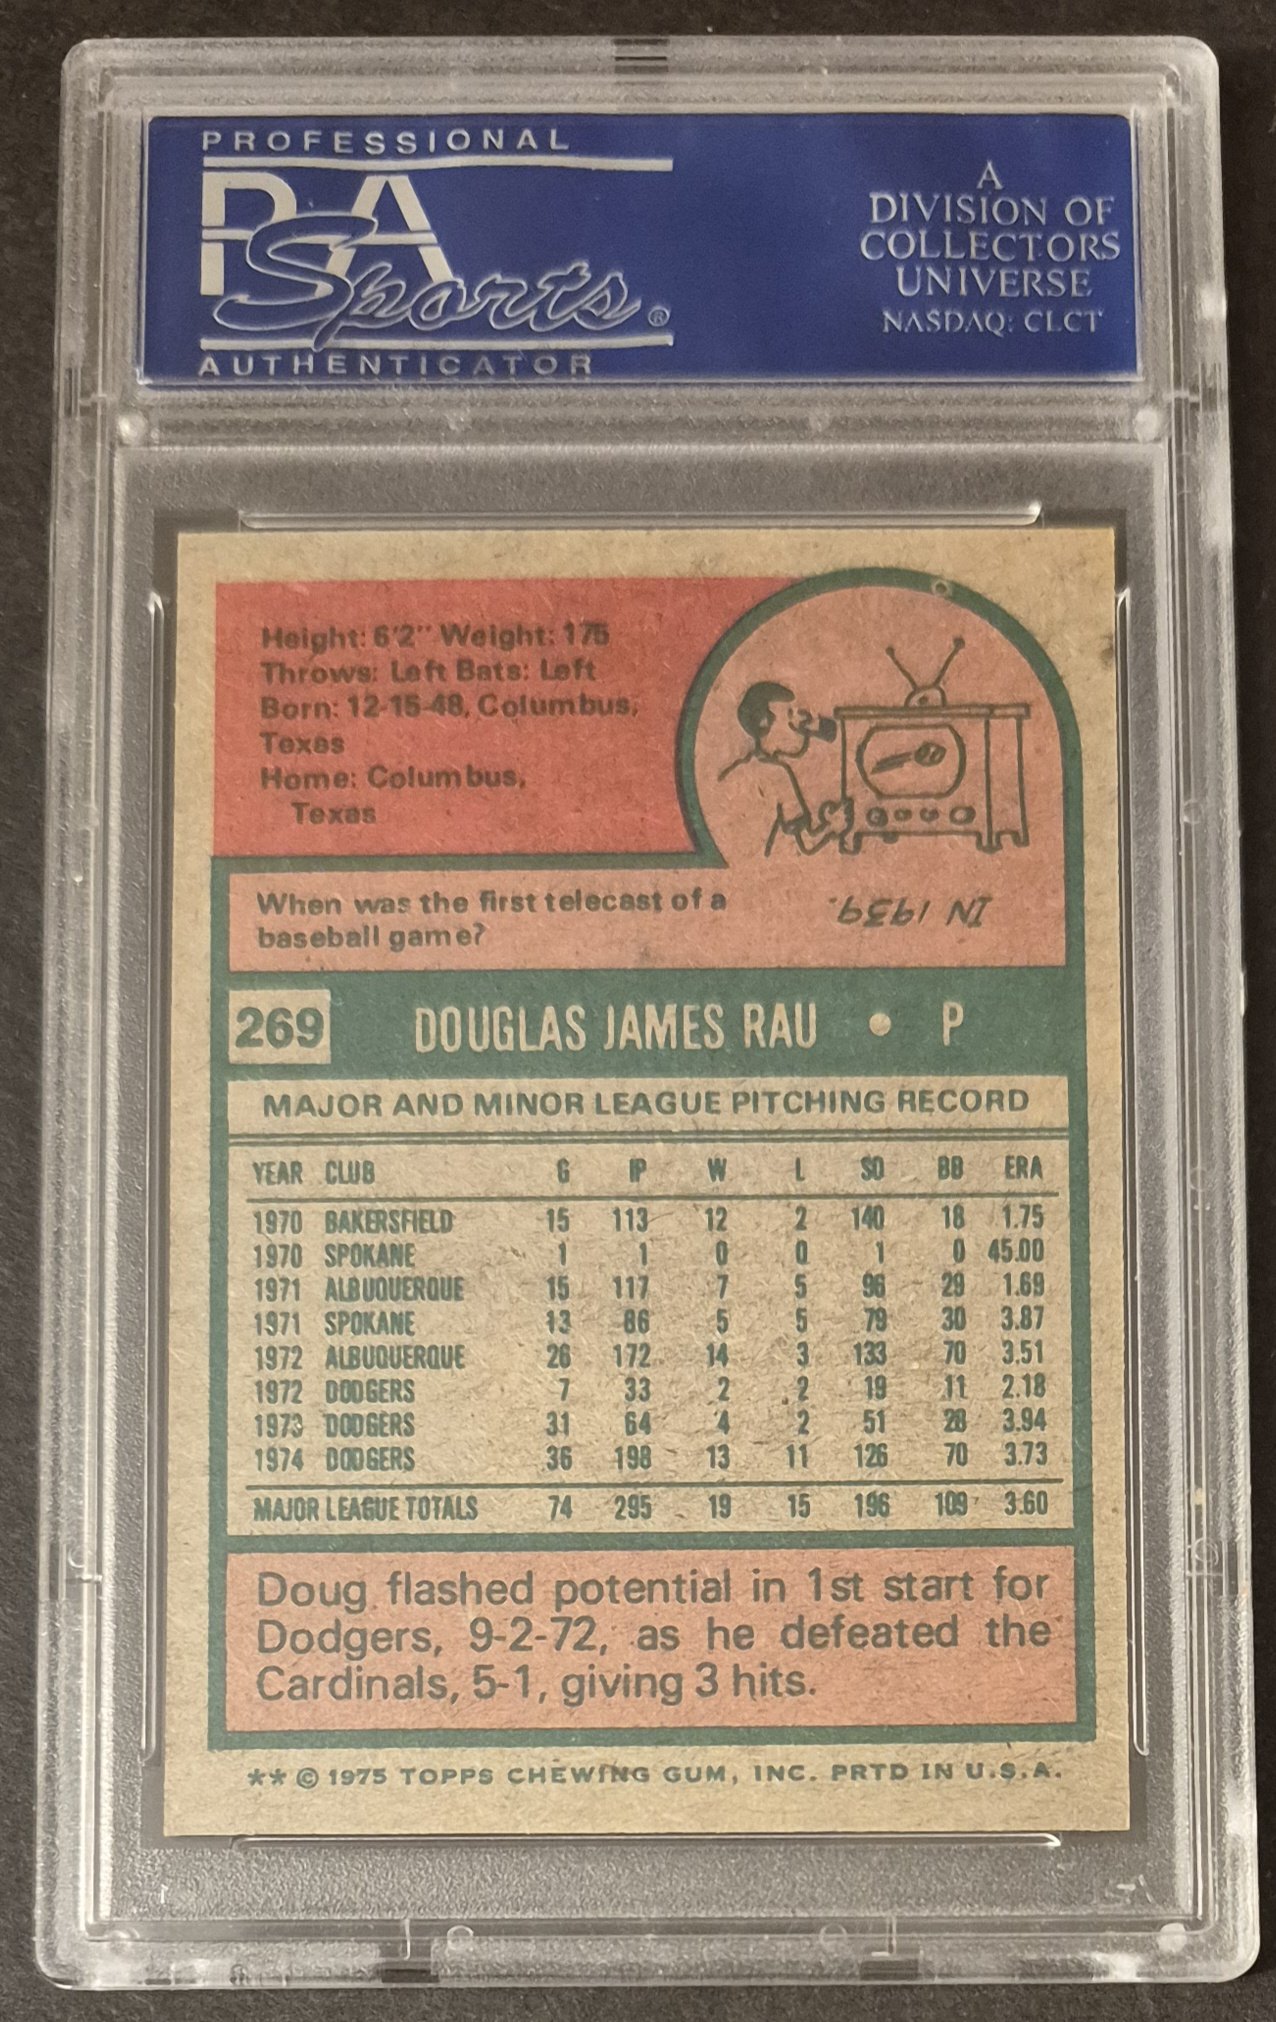 PROFESSIONAL
PSA
Sports®
AUTHENTICATOR
A
DIVISION OF
COLLECTORS
UNIVERSE
NASDAQ: CLCT
Height: 6'2" Weight: 175
Throws: Left Bats: Left
Born: 12-15-48, Columbus,
Texas
Home: Columbus,
Texas
When was the first telecast of a
baseball game?
IN 1939.
269 DOUGLAS JAMES RAU • P
MAJOR AND MINOR LEAGUE PITCHING RECORD
YEAR CLUB G IP W L SO BB ERA
1970 BAKERSFIELD 15 113 12 2 140 18 1.75
1970 SPOKANE 1 1 0 0 1 0 45.00
1971 ALBUQUERQUE 15 117 7 5 96 29 1.69
1971 SPOKANE 13 86 5 5 79 30 3.87
1972 ALBUQUERQUE 26 172 14 3 133 70 3.51
1972 DODGERS 7 33 2 2 19 11 2.18
1973 DODGERS 31 64 4 2 51 28 3.94
1974 DODGERS 36 198 13 11 126 70 3.73
MAJOR LEAGUE TOTALS 74 295 19 15 196 109 3.60
Doug flashed potential in 1st start for
Dodgers, 9-2-72, as he defeated the
Cardinals, 5-1, giving 3 hits.
** © 1975 TOPPS CHEWING GUM, INC. PRTD IN U.S.A.